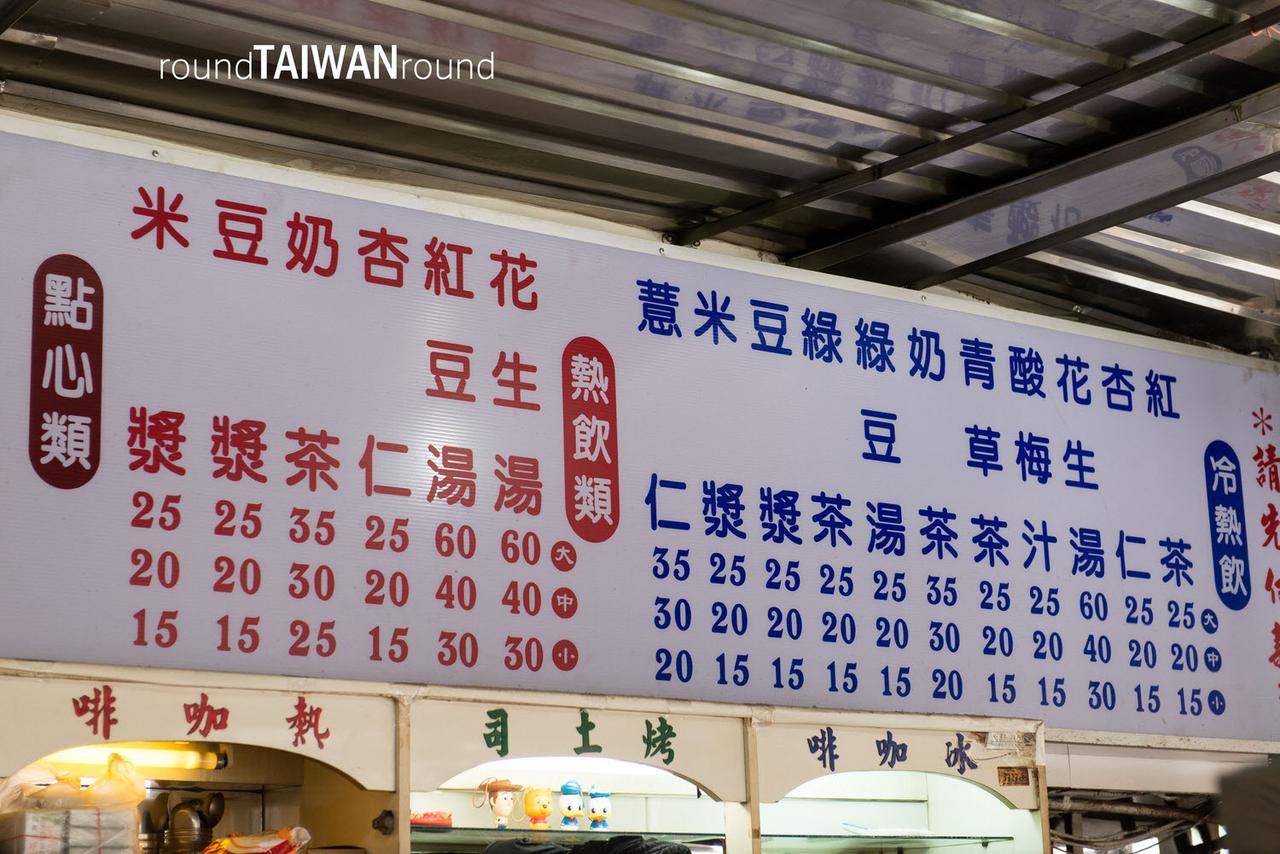 roundTAIWANround
*請先
冷熱飲
大 中 小
紅茶 25 20 15
杏仁 25 20 15
花生湯 60 40 30
酸梅汁 25 20 15
青草茶 25 20 15
奶茶 35 30 20
綠豆湯 25 20 15
綠茶 25 20 15
豆漿 25 20 15
米漿 25 20 15
薏仁 35 30 20
熱飲類
大 中 小
花生湯 60 40 30
紅豆湯 60 40 30
杏仁 25 20 15
奶茶 35 30 25
豆漿 25 20 15
米漿 25 20 15
點心類
冰咖啡
烤土司
熱咖啡